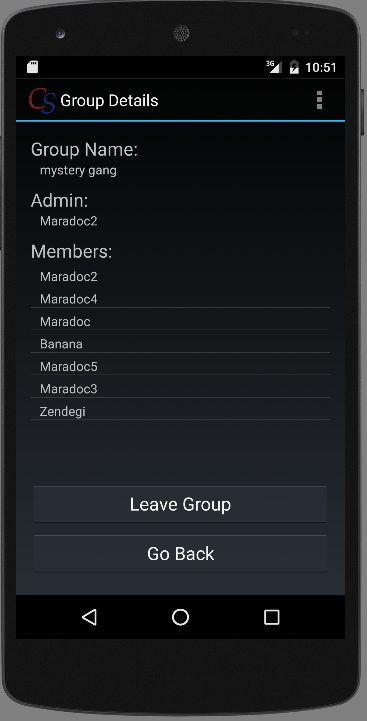 3G 10:51
CS Group Details
Group Name:
mystery gang
Admin:
Maradoc2
Members:
Maradoc2
Maradoc4
Maradoc
Banana
Maradoc5
Maradoc3
Zendegi
Leave Group
Go Back